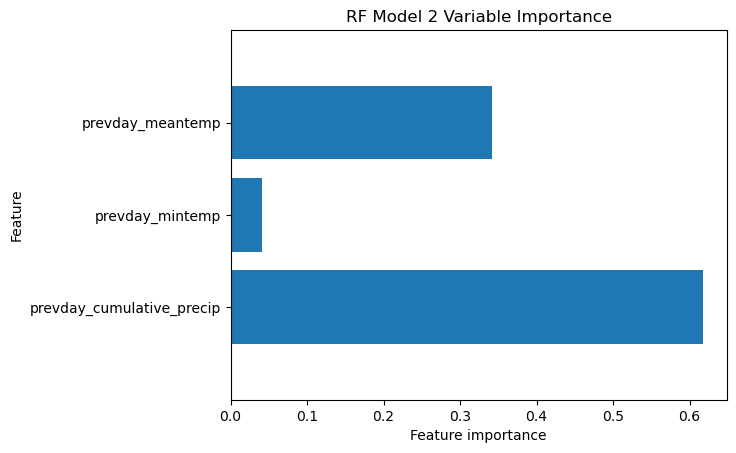 RF Model 2 Variable Importance
Feature
prevday_meantemp
prevday_mintemp
prevday_cumulative_precip
0.0 0.1 0.2 0.3 0.4 0.5 0.6
Feature importance